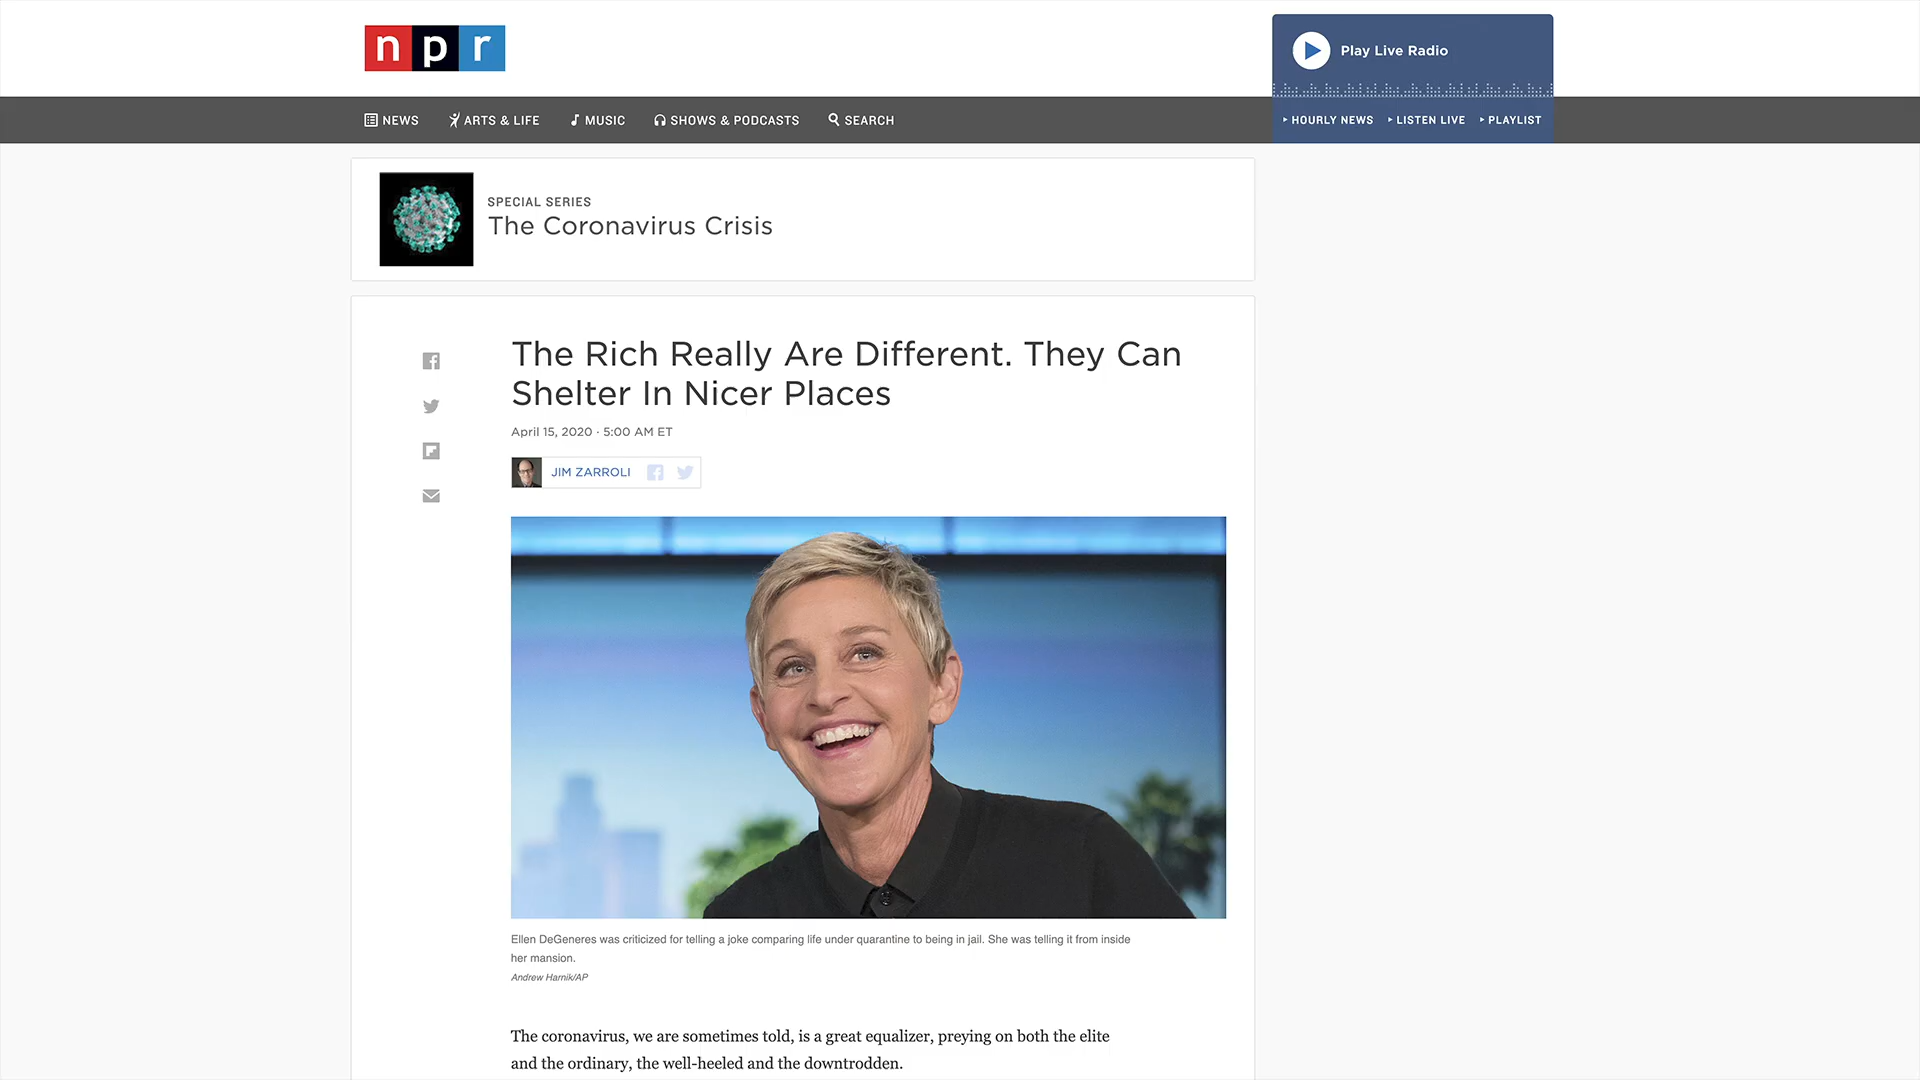 npr
Play Live Radio
NEWS
ARTS & LIFE
MUSIC
SHOWS & PODCASTS
SEARCH
HOURLY NEWS
LISTEN LIVE
PLAYLIST
SPECIAL SERIES
The Coronavirus Crisis
The Rich Really Are Different. They Can
Shelter In Nicer Places
April 15, 2020 · 5:00 AM ET
JIM ZARROLI
Ellen DeGeneres was criticized for telling a joke comparing life under quarantine to being in jail. She was telling it from inside
her mansion.
Andrew Harnik/AP
The coronavirus, we are sometimes told, is a great equalizer, preying on both the elite
and the ordinary, the well-heeled and the downtrodden.